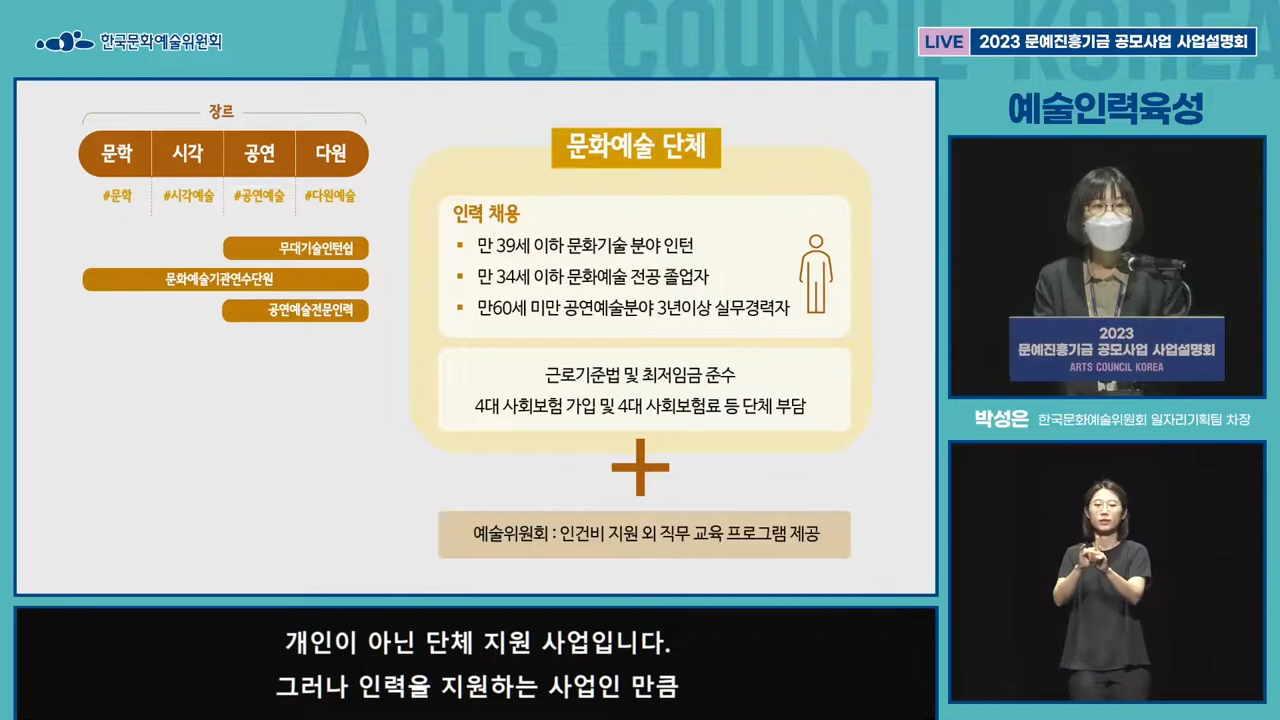 ARTS COUNCIL KOREA
한국문화예술위원회
LIVE 2023 문예진흥기금 공모사업 사업설명회
장르
문학 시각 공연 다원
#문학 #시각예술 #공연예술 #다원예술
무대기술인턴쉽
문화예술기관연수단원
공연예술전문인력
문화예술 단체
인력 채용
▪ 만 39세 이하 문화기술 분야 인턴
▪ 만 34세 이하 문화예술 전공 졸업자
▪ 만60세 미만 공연예술분야 3년이상 실무경력자
근로기준법 및 최저임금 준수
4대 사회보험 가입 및 4대 사회보험료 등 단체 부담
예술위원회 : 인건비 지원 외 직무 교육 프로그램 제공
예술인력육성
2023
문예진흥기금 공모사업 사업설명회
ARTS COUNCIL KOREA
박성은 한국문화예술위원회 일자리기획팀 차장
개인이 아닌 단체 지원 사업입니다.
그러나 인력을 지원하는 사업인 만큼